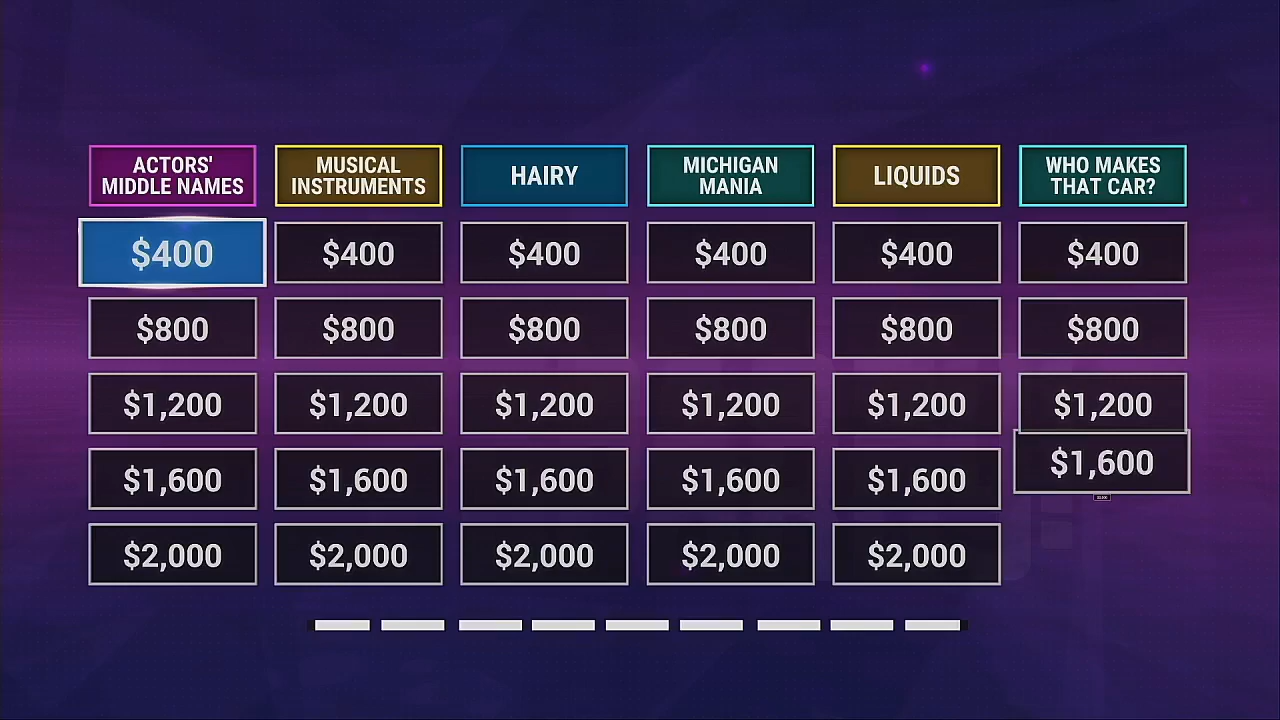 ACTORS'
MIDDLE NAMES
MUSICAL
INSTRUMENTS
HAIRY
MICHIGAN
MANIA
LIQUIDS
WHO MAKES
THAT CAR?
$400 $400 $400 $400 $400 $400
$800 $800 $800 $800 $800 $800
$1,200 $1,200 $1,200 $1,200 $1,200 $1,200
$1,600 $1,600 $1,600 $1,600 $1,600 $1,600
$2,000 $2,000 $2,000 $2,000 $2,000